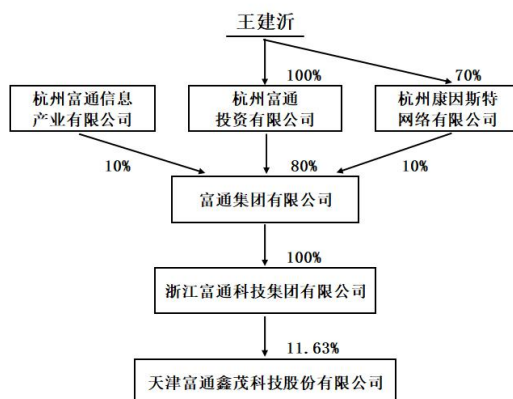 王建沂
100%
70%
杭州富通信息
产业有限公司
杭州富通
投资有限公司
杭州康因斯特
网络有限公司
10%
80%
10%
富通集团有限公司
100%
浙江富通科技集团有限公司
11.63%
天津富通鑫茂科技股份有限公司